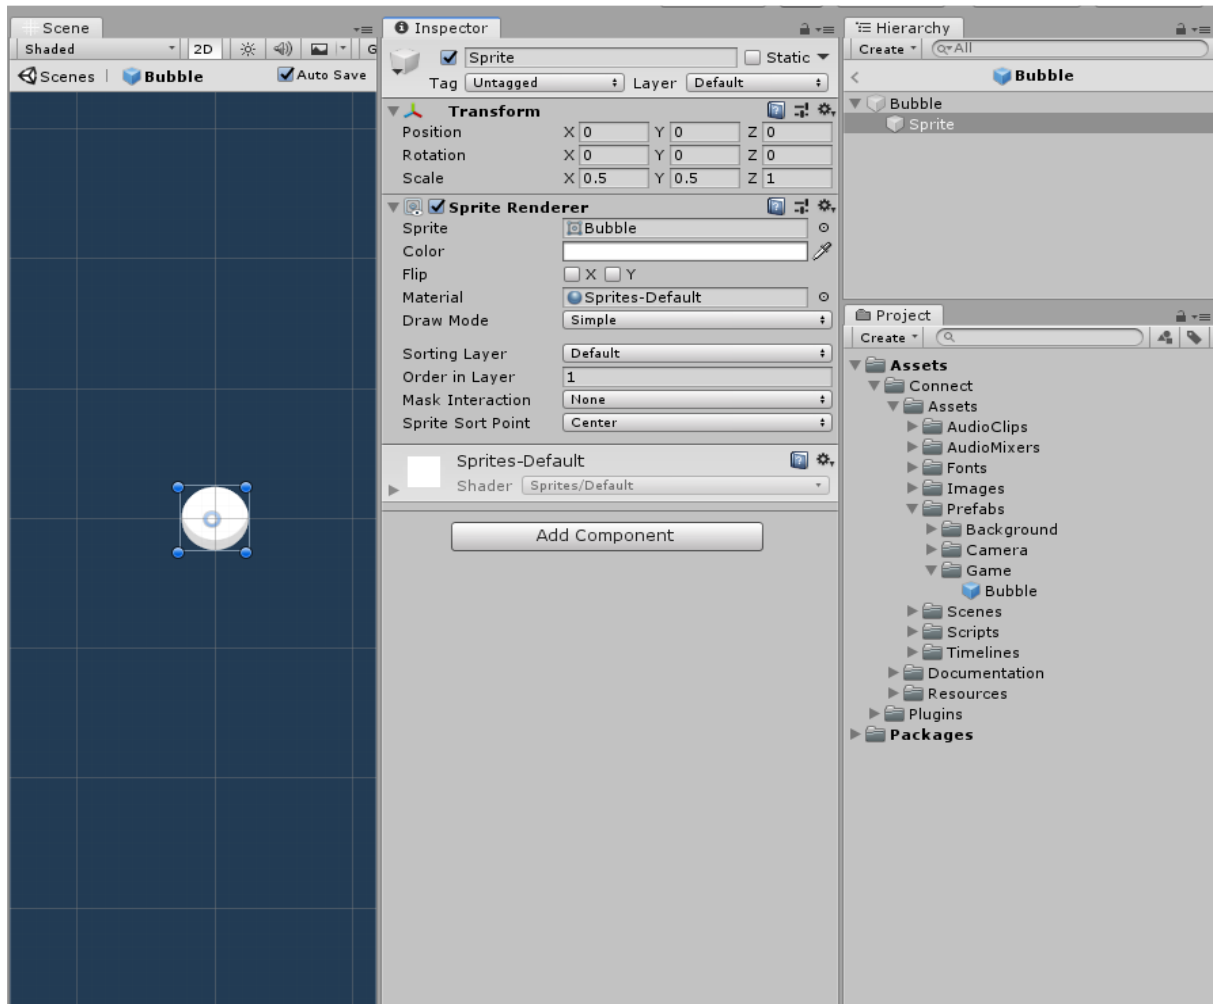 Scene
Shaded 2D G
Scenes | Bubble Auto Save
Inspector
Sprite Static
Tag Untagged Layer Default
Transform
Position X 0 Y 0 Z 0
Rotation X 0 Y 0 Z 0
Scale X 0.5 Y 0.5 Z 1
Sprite Renderer
Sprite Bubble
Color
Flip X Y
Material Sprites-Default
Draw Mode Simple
Sorting Layer Default
Order in Layer 1
Mask Interaction None
Sprite Sort Point Center
Sprites-Default
Shader Sprites/Default
Add Component
Hierarchy
Create All
< Bubble
Bubble
Sprite
Project
Create
Assets
Connect
Assets
AudioClips
AudioMixers
Fonts
Images
Prefabs
Background
Camera
Game
Bubble
Scenes
Scripts
Timelines
Documentation
Resources
Plugins
Packages